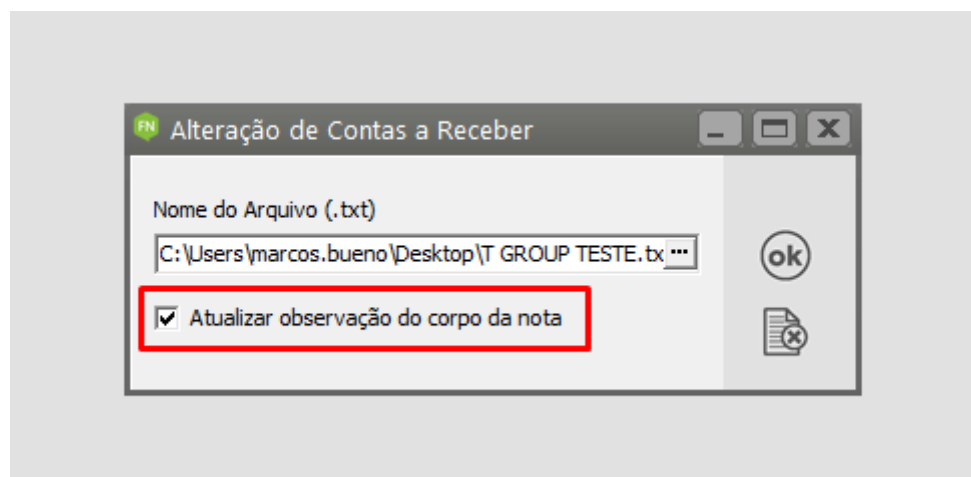 FN Alteração de Contas a Receber
Nome do Arquivo (.txt)
C:\Users\marcos.bueno\Desktop\T GROUP TESTE.tx ...
ok
Atualizar observação do corpo da nota